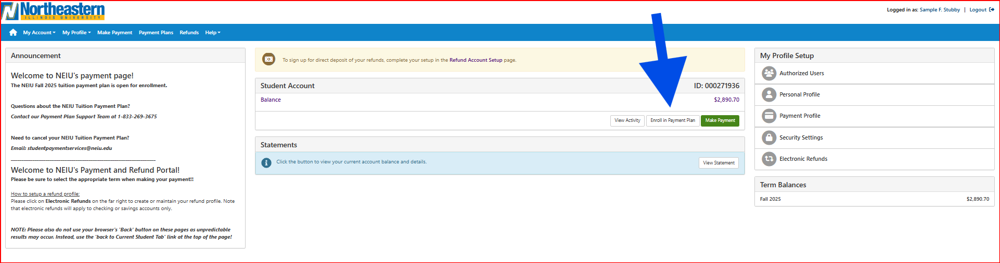 Northeastern
ILLINOIS UNIVERSITY
Logged in as: Sample F. Stubby | Logout
My Account My Profile Make Payment Payment Plans Refunds Help
Announcement
Welcome to NEIU's payment page!
The NEIU Fall 2025 tuition payment plan is open for enrollment.
Questions about the NEIU Tuition Payment Plan?
Contact our Payment Plan Support Team at 1-833-269-3675
Need to cancel your NEIU Tuition Payment Plan?
Email: studentpaymentservices@neiu.edu
Welcome to NEIU's Payment and Refund Portal!
Please be sure to select the appropriate term when making your payment!!
How to setup a refund profile:
Please click on Electronic Refunds on the far right to create or maintain your refund profile. Note
that electronic refunds will apply to checking or savings accounts only.
NOTE: Please also do not use your browser's 'Back' button on these pages as unpredictable
results may occur. Instead, use the 'back to Current Student Tab' link at the top of the page!
To sign up for direct deposit of your refunds, complete your setup in the Refund Account Setup page.
Student Account ID: 000271936
Balance $2,890.70
View Activity Enroll in Payment Plan Make Payment
Statements
Click the button to view your current account balance and details.
View Statement
My Profile Setup
Authorized Users
Personal Profile
Payment Profile
Security Settings
Electronic Refunds
Term Balances
Fall 2025 $2,890.70